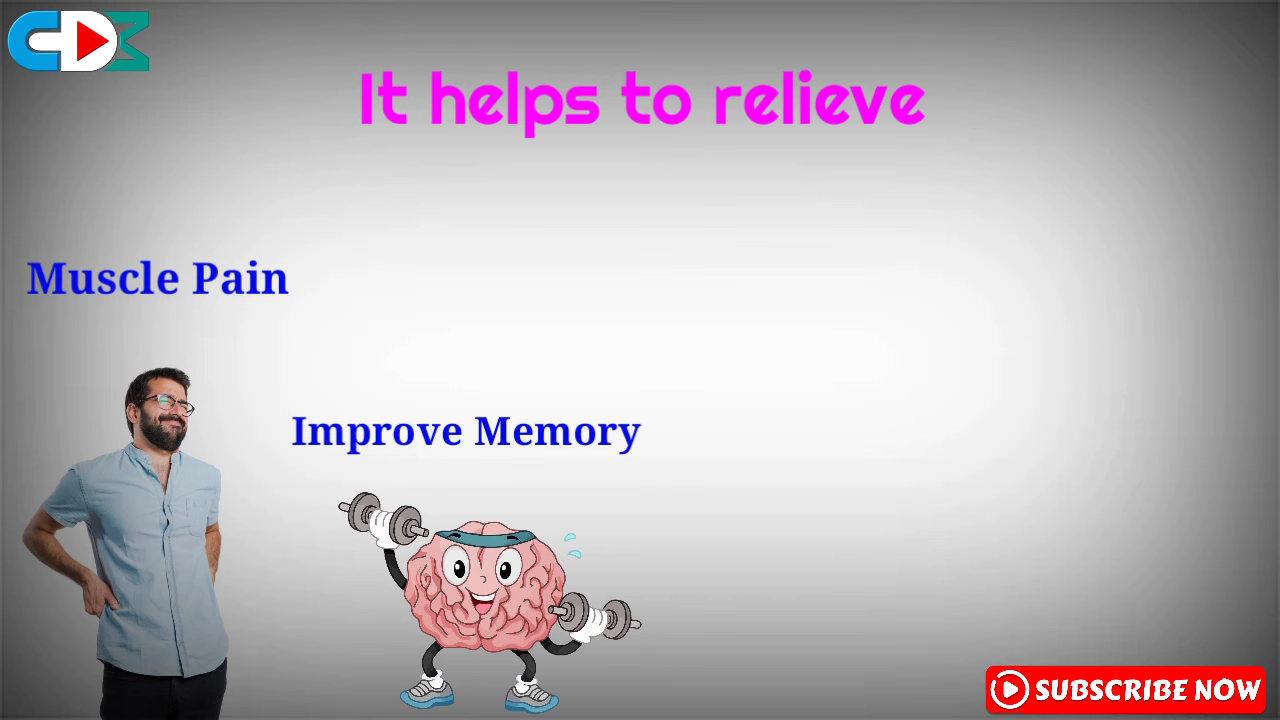 It helps to relieve
Muscle Pain
Improve Memory
SUBSCRIBE NOW